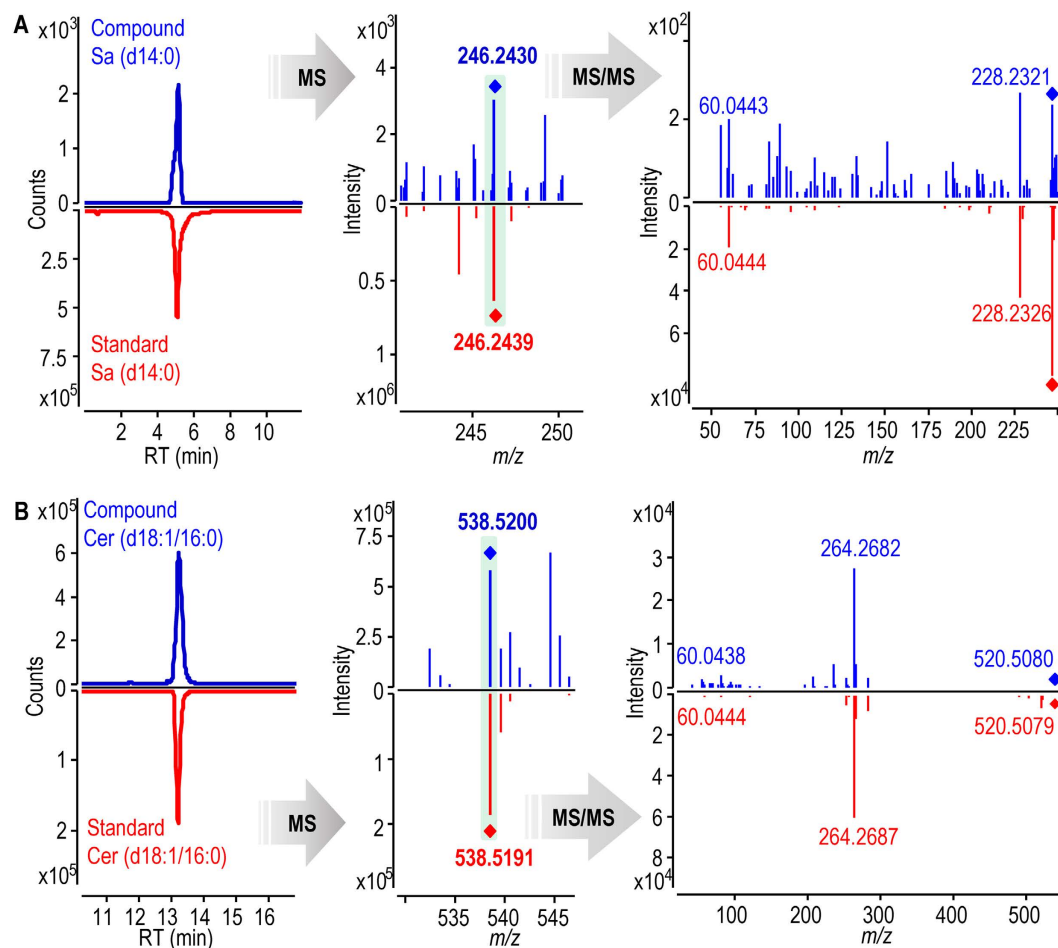 A
x10³
Compound
Sa (d14:0)
2
1
0
Counts
0
2.5
5
7.5
x10⁵
Standard
Sa (d14:0)
2 4 6 8 10
RT (min)
MS
x10³
4
2
0
Intensity
0.5
1
x10⁶
246.2430
246.2439
245 250
m/z
MS/MS
x10²
2
0
Intensity
2
4
6
x10⁴
60.0443
228.2321
60.0444
228.2326
50 75 100 125 150 175 200 225
m/z
B
x10⁵
Compound
Cer (d18:1/16:0)
6
4
2
0
Counts
0
1
2
x10⁵
Standard
Cer (d18:1/16:0)
11 12 13 14 15 16
RT (min)
MS
x10⁵
7.5
5
2.5
0
Intensity
0
1
2
x10⁵
538.5200
538.5191
535 540 545
m/z
MS/MS
x10⁴
3
2
1
0
Intensity
0
2
4
6
8
x10⁴
264.2682
60.0438
520.5080
60.0444
520.5079
264.2687
100 200 300 400 500
m/z